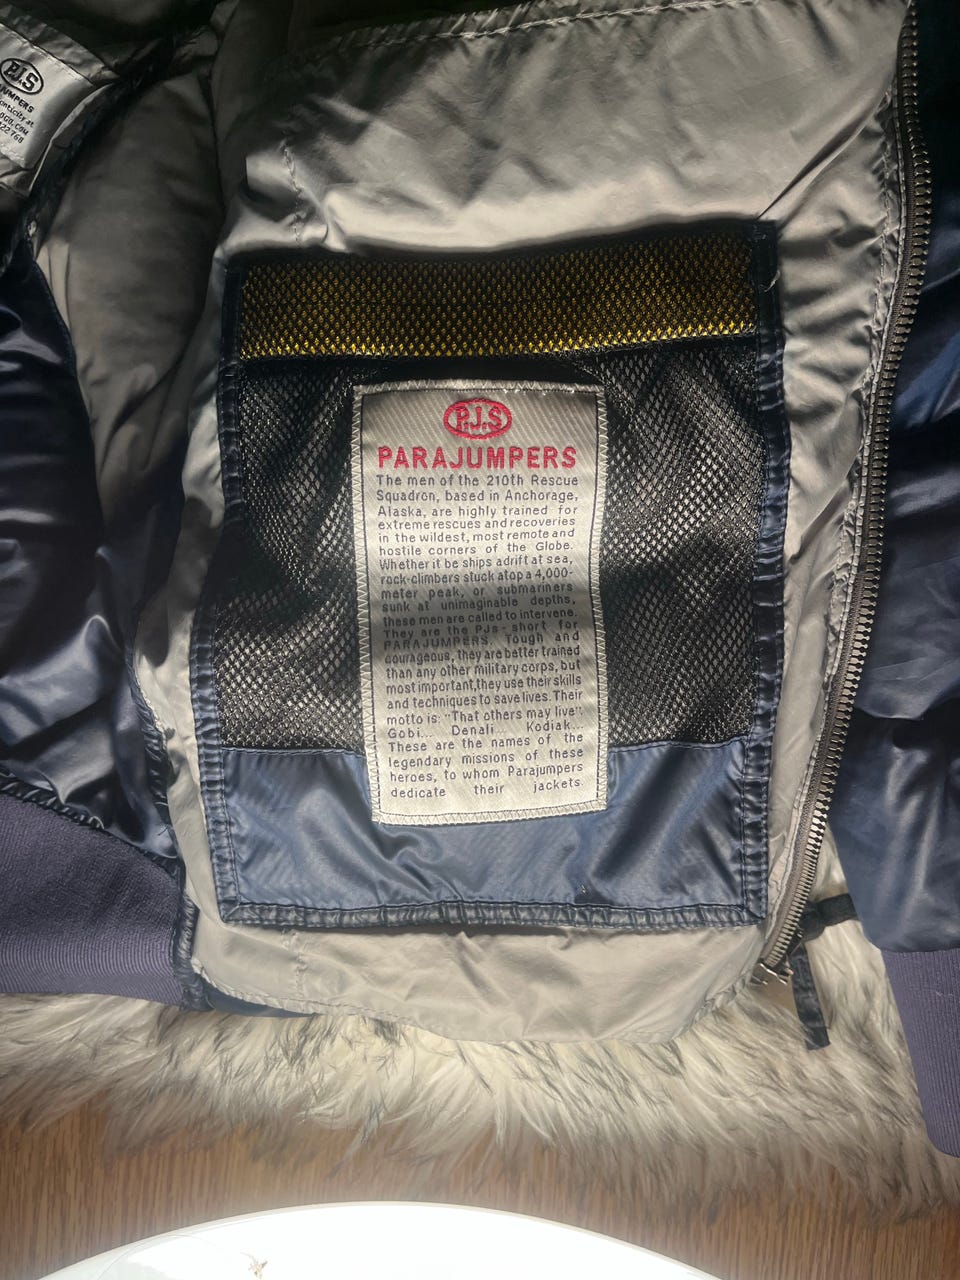 P.J.S
UMPERS
P.J.S
PARAJUMPERS
The men of the 210th Rescue
Squadron, based in Anchorage,
Alaska, are highly trained for
extreme rescues and recoveries
in the wildest, most remote and
hostile corners of the Globe.
Whether it be ships adrift at sea,
rock-climbers stuck atop a 4,000-
meter peak, or submariners
sunk at unimaginable depths,
these men are called to intervene.
They are the PJs - short for
PARAJUMPERS. Tough and
courageous, they are better trained
than any other military corps, but
most important,they use their skills
and techniques to save lives. Their
motto is: "That others may live".
Gobi... Denali... Kodiak...
These are the names of the
legendary missions of these
heroes, to whom Parajumpers
dedicate their jackets.